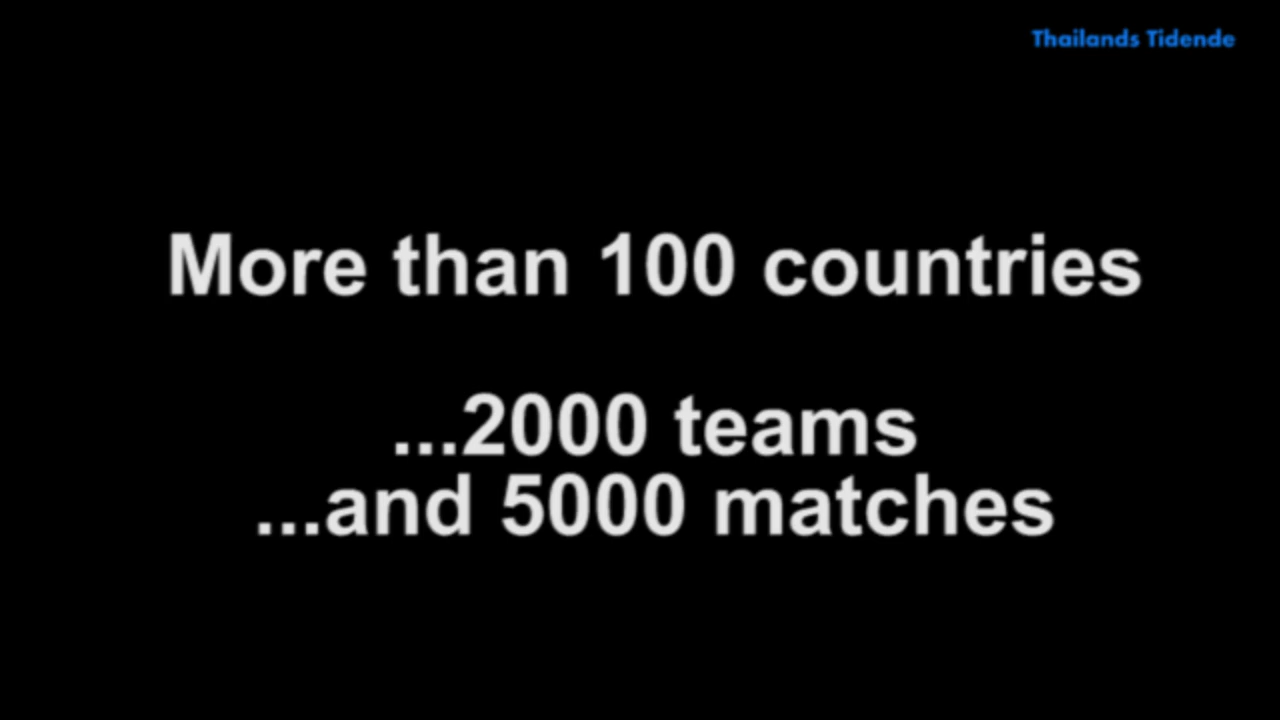 Thailands Tidende
More than 100 countries
...2000 teams
...and 5000 matches